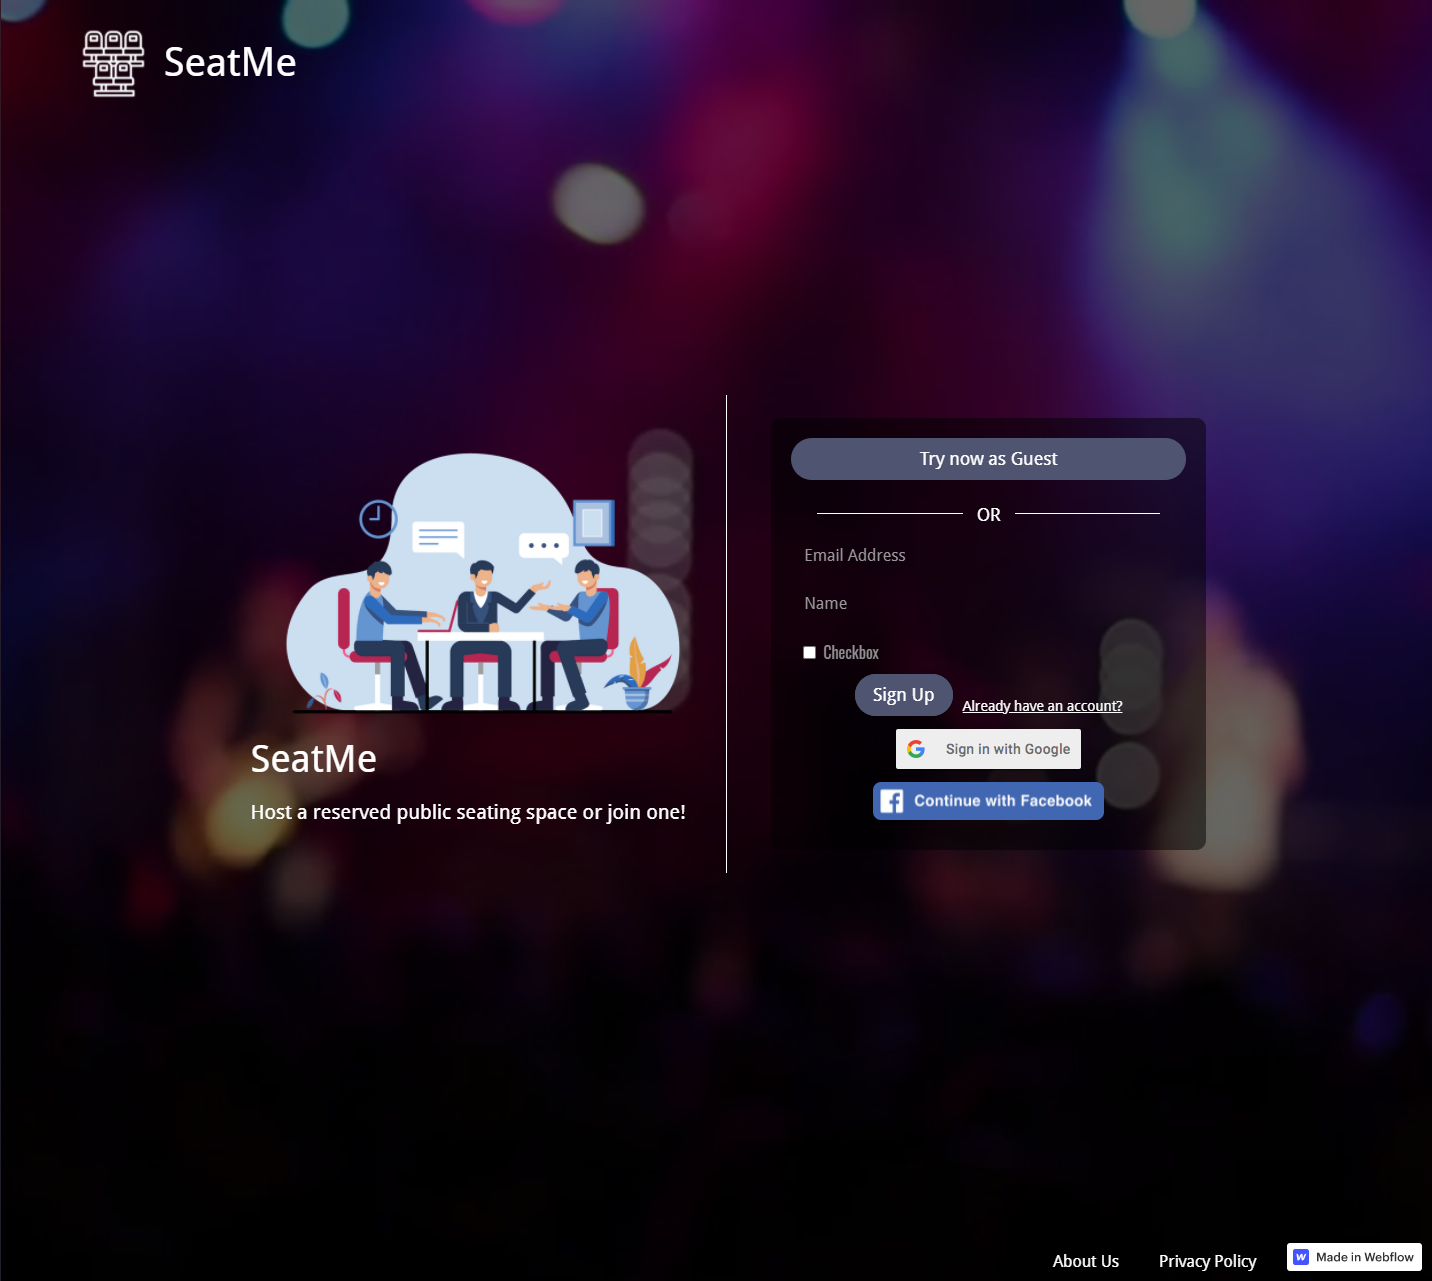 SeatMe
Try now as Guest
OR
Email Address
Name
Checkbox
Sign Up
Already have an account?
Sign in with Google
Continue with Facebook
SeatMe
Host a reserved public seating space or join one!
About Us
Privacy Policy
Made in Webflow